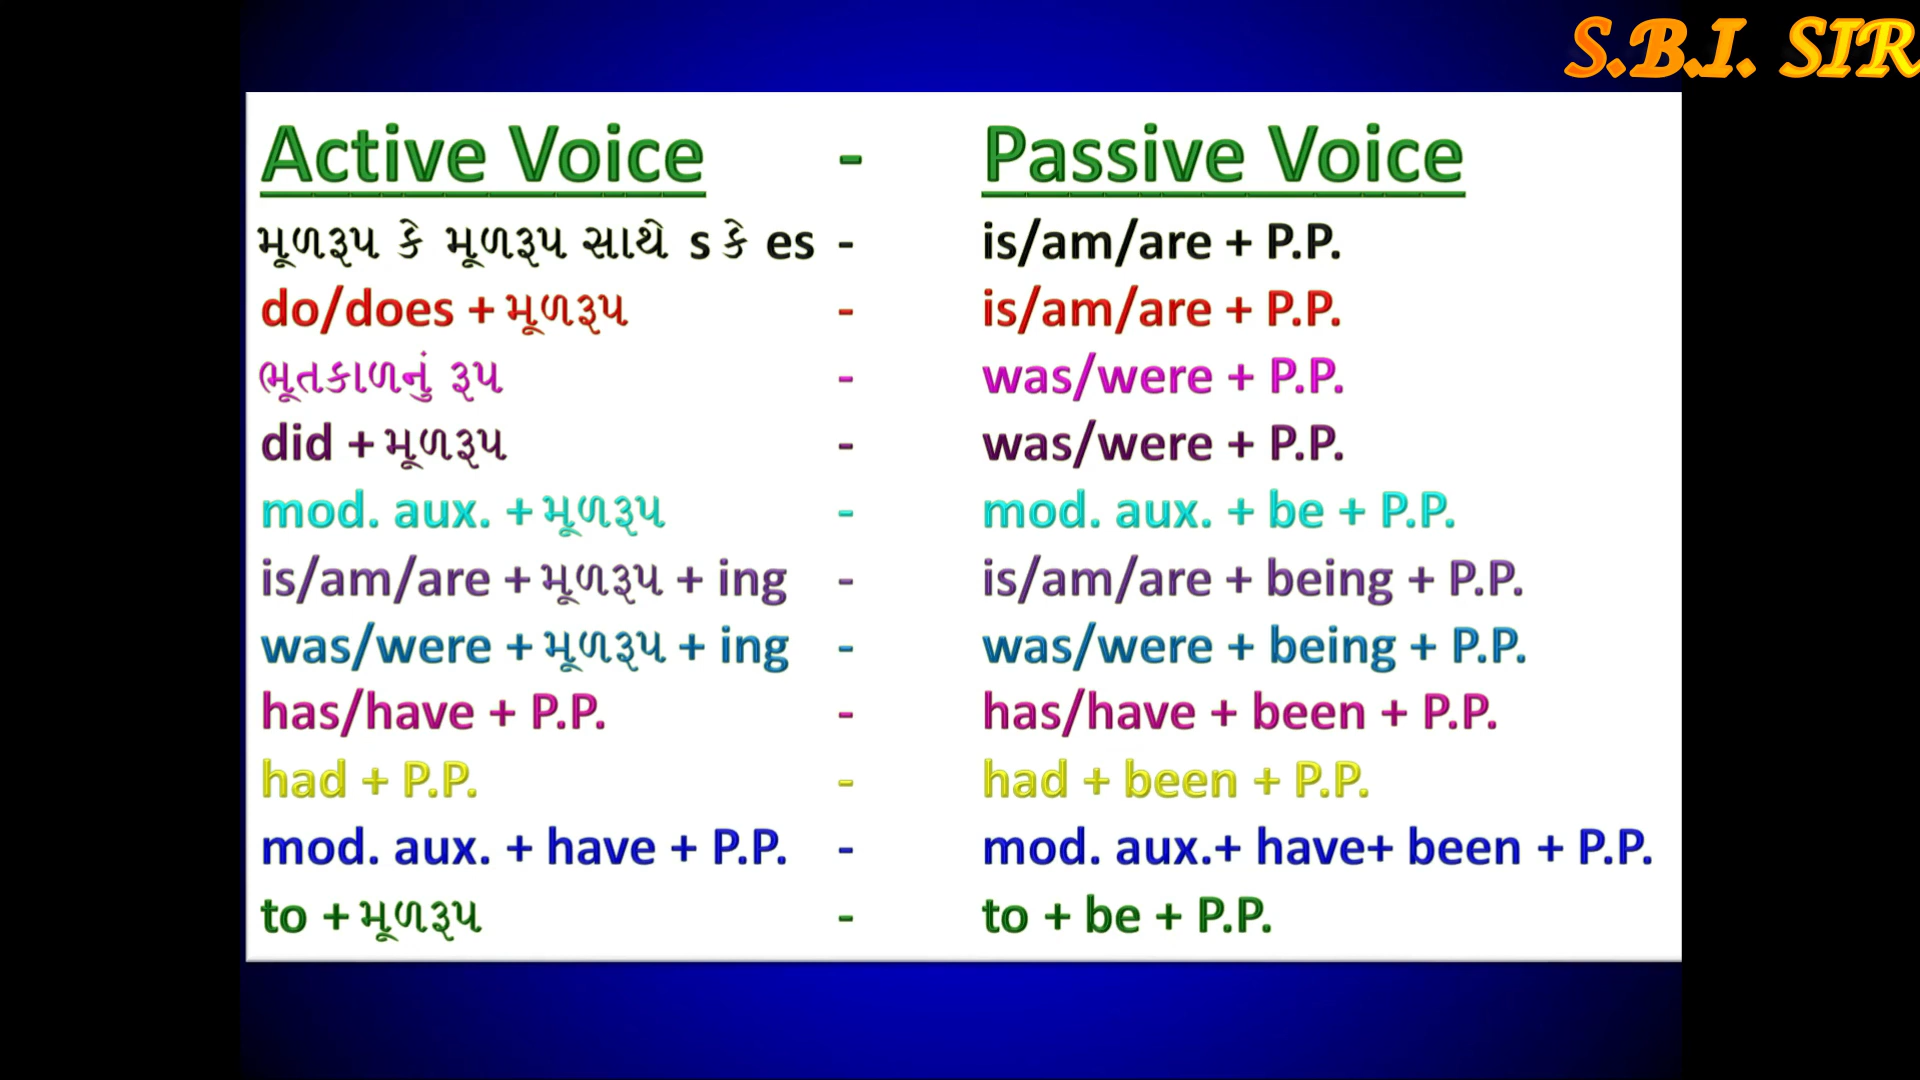 S.B.I. SIR
Active Voice - Passive Voice
મૂળરૂપ કે મૂળરૂપ સાથે s કે es - is/am/are + P.P.
do/does + મૂળરૂપ - is/am/are + P.P.
ભૂતકાળનું રૂપ - was/were + P.P.
did + મૂળરૂપ - was/were + P.P.
mod. aux. + મૂળરૂપ - mod. aux. + be + P.P.
is/am/are + મૂળરૂપ + ing - is/am/are + being + P.P.
was/were + મૂળરૂપ + ing - was/were + being + P.P.
has/have + P.P. - has/have + been + P.P.
had + P.P. - had + been + P.P.
mod. aux. + have + P.P. - mod. aux.+ have+ been + P.P.
to + મૂળરૂપ - to + be + P.P.